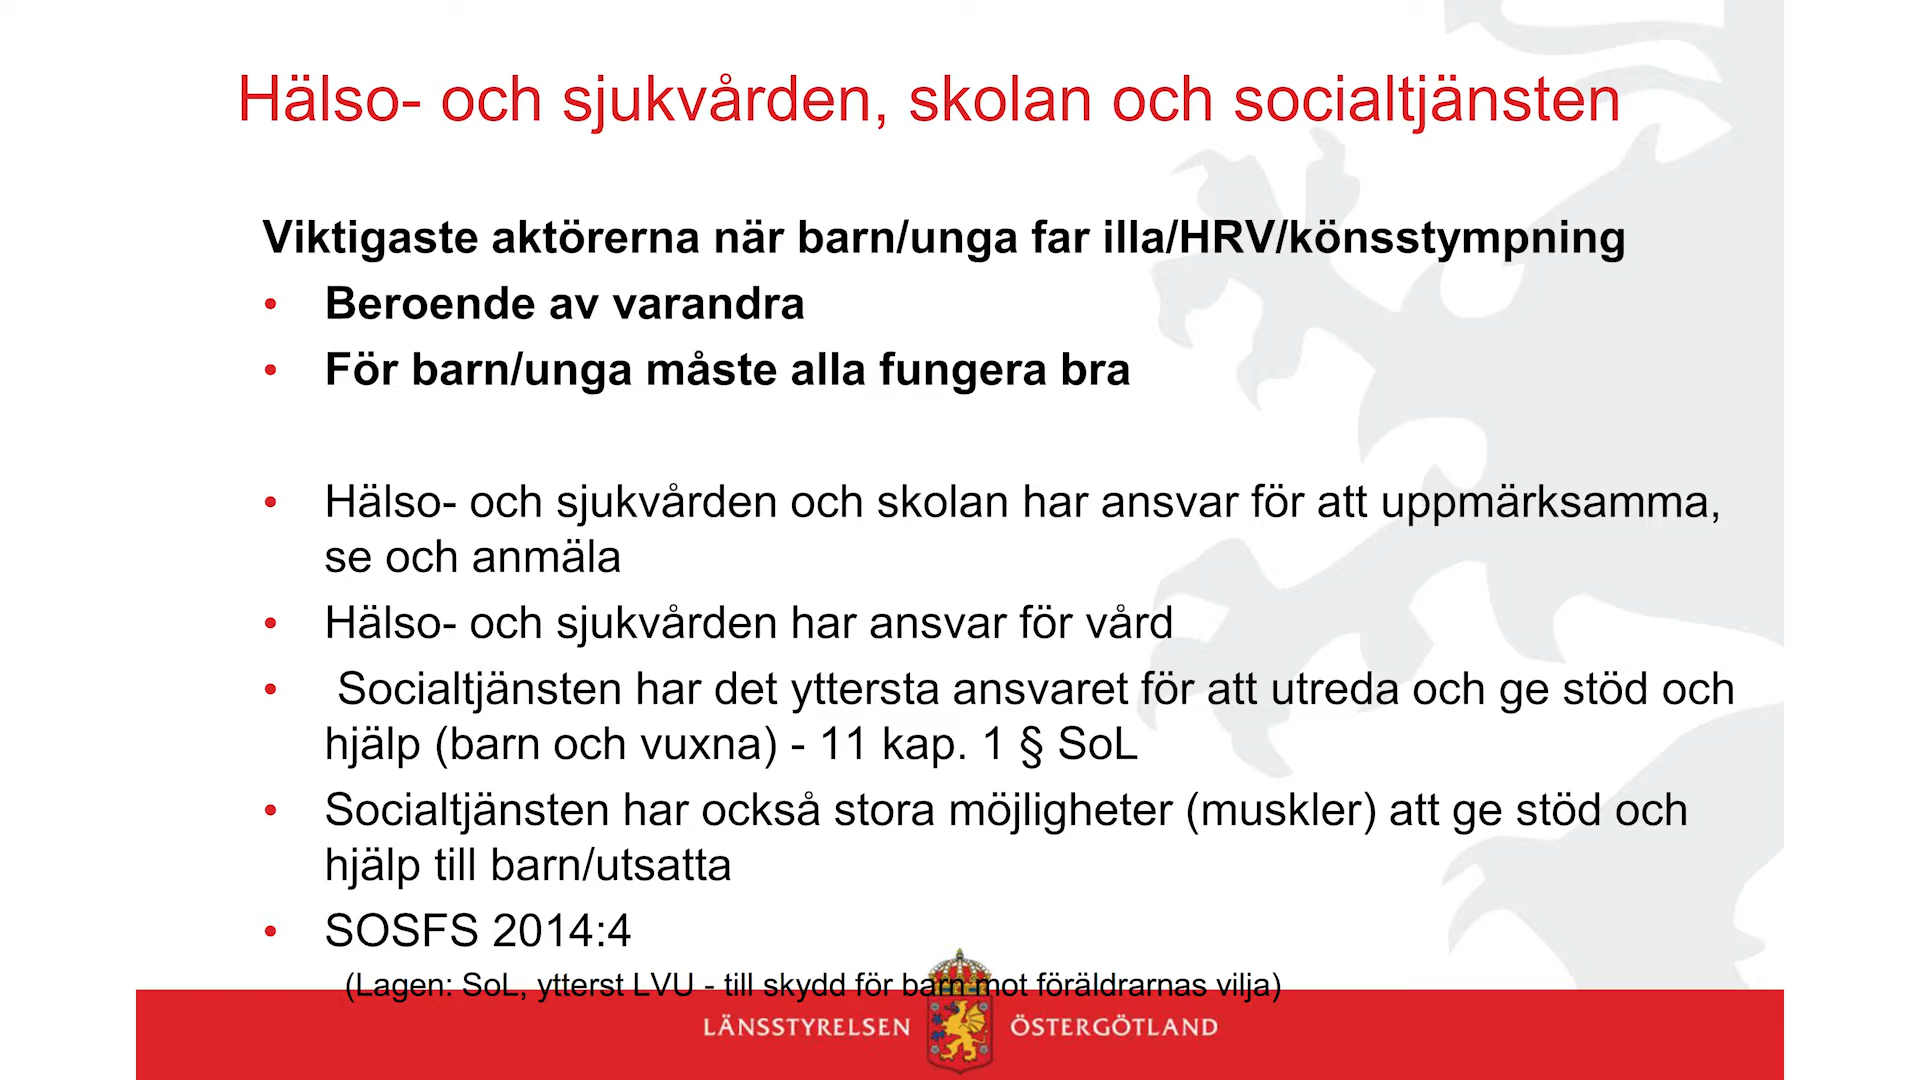 Hälso- och sjukvården, skolan och socialtjänsten
Viktigaste aktörerna när barn/unga far illa/HRV/könsstympning
• Beroende av varandra
• För barn/unga måste alla fungera bra
• Hälso- och sjukvården och skolan har ansvar för att uppmärksamma,
se och anmäla
• Hälso- och sjukvården har ansvar för vård
• Socialtjänsten har det yttersta ansvaret för att utreda och ge stöd och
hjälp (barn och vuxna) - 11 kap. 1 § SoL
• Socialtjänsten har också stora möjligheter (muskler) att ge stöd och
hjälp till barn/utsatta
• SOSFS 2014:4
(Lagen: SoL, ytterst LVU - till skydd för barn mot föräldrarnas vilja)
LÄNSSTYRELSEN ÖSTERGÖTLAND